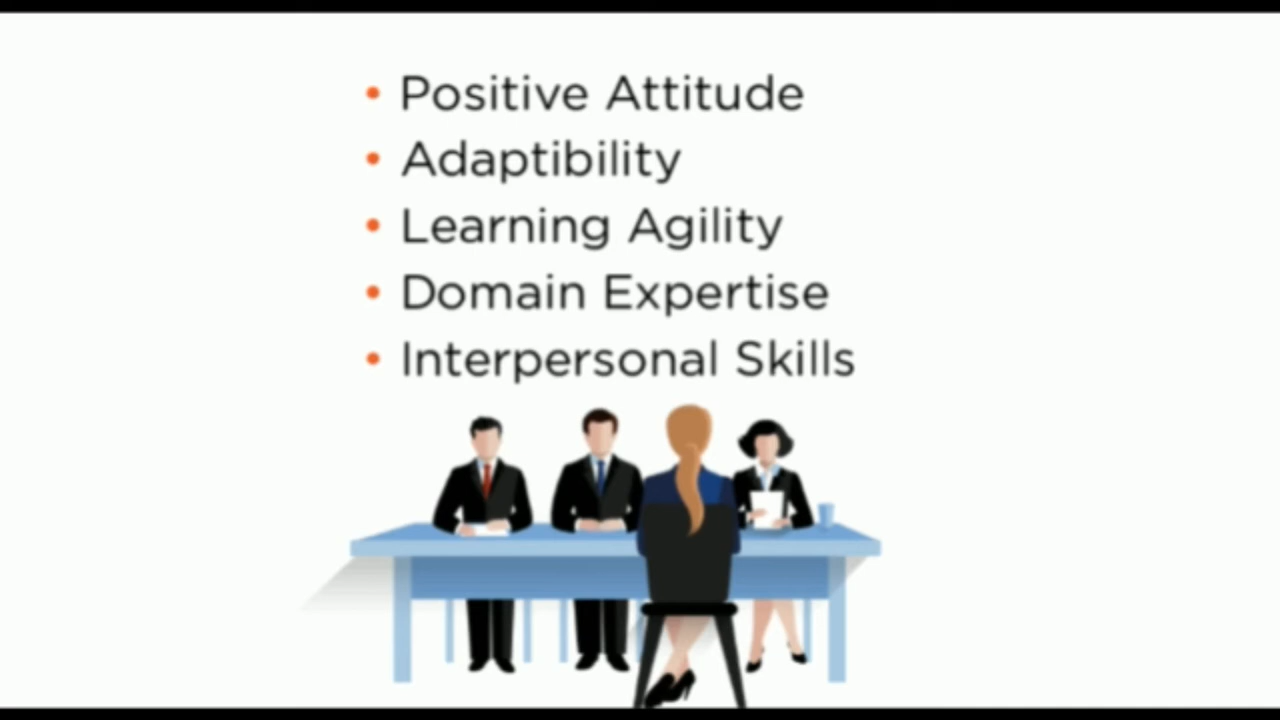 • Positive Attitude
• Adaptibility
• Learning Agility
• Domain Expertise
• Interpersonal Skills